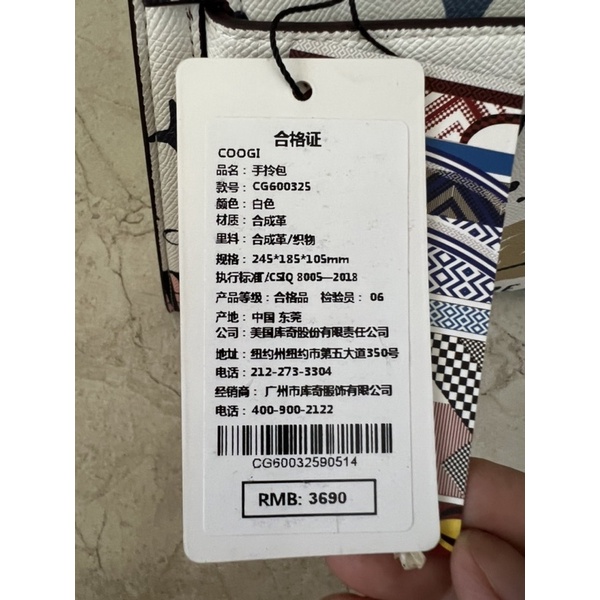 合格证
COOGI
品名：手拎包
款号：CG600325
颜色：白色
材质：合成革
里料：合成革/织物
规格：245*185*105mm
执行标准/CSIQ 8005—2018
产品等级：合格品 检验员：06
产地：中国 东莞
公司：美国库奇股份有限责任公司
地址：纽约州纽约市第五大道350号
电话：212-273-3304
经销商：广州市库奇服饰有限公司
电话：400-900-2122
CG60032590514
RMB: 3690